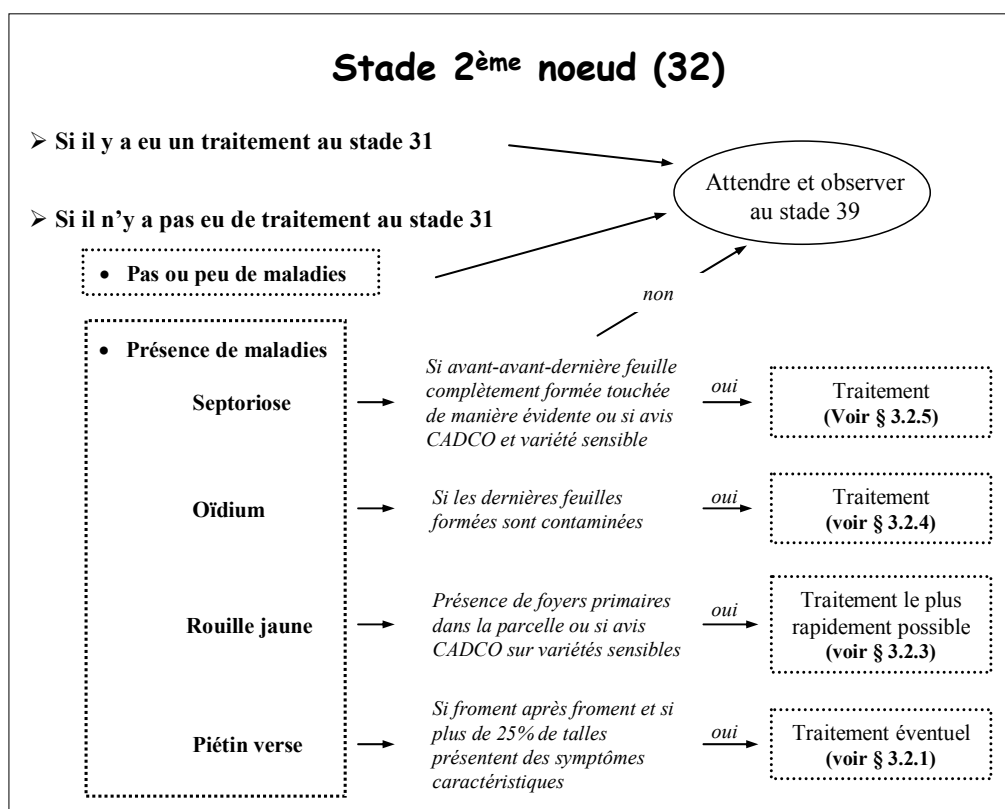 Stade 2ème noeud (32)
➢ Si il y a eu un traitement au stade 31
Attendre et observer
au stade 39
➢ Si il n’y a pas eu de traitement au stade 31
• Pas ou peu de maladies
non
• Présence de maladies
Septoriose
Si avant-avant-dernière feuille
complètement formée touchée
de manière évidente ou si avis
CADCO et variété sensible
oui
Traitement
(Voir § 3.2.5)
Oïdium
Si les dernières feuilles
formées sont contaminées
oui
Traitement
(voir § 3.2.4)
Rouille jaune
Présence de foyers primaires
dans la parcelle ou si avis
CADCO sur variétés sensibles
oui
Traitement le plus
rapidement possible
(voir § 3.2.3)
Piétin verse
Si froment après froment et si
plus de 25% de talles
présentent des symptômes
caractéristiques
oui
Traitement éventuel
(voir § 3.2.1)